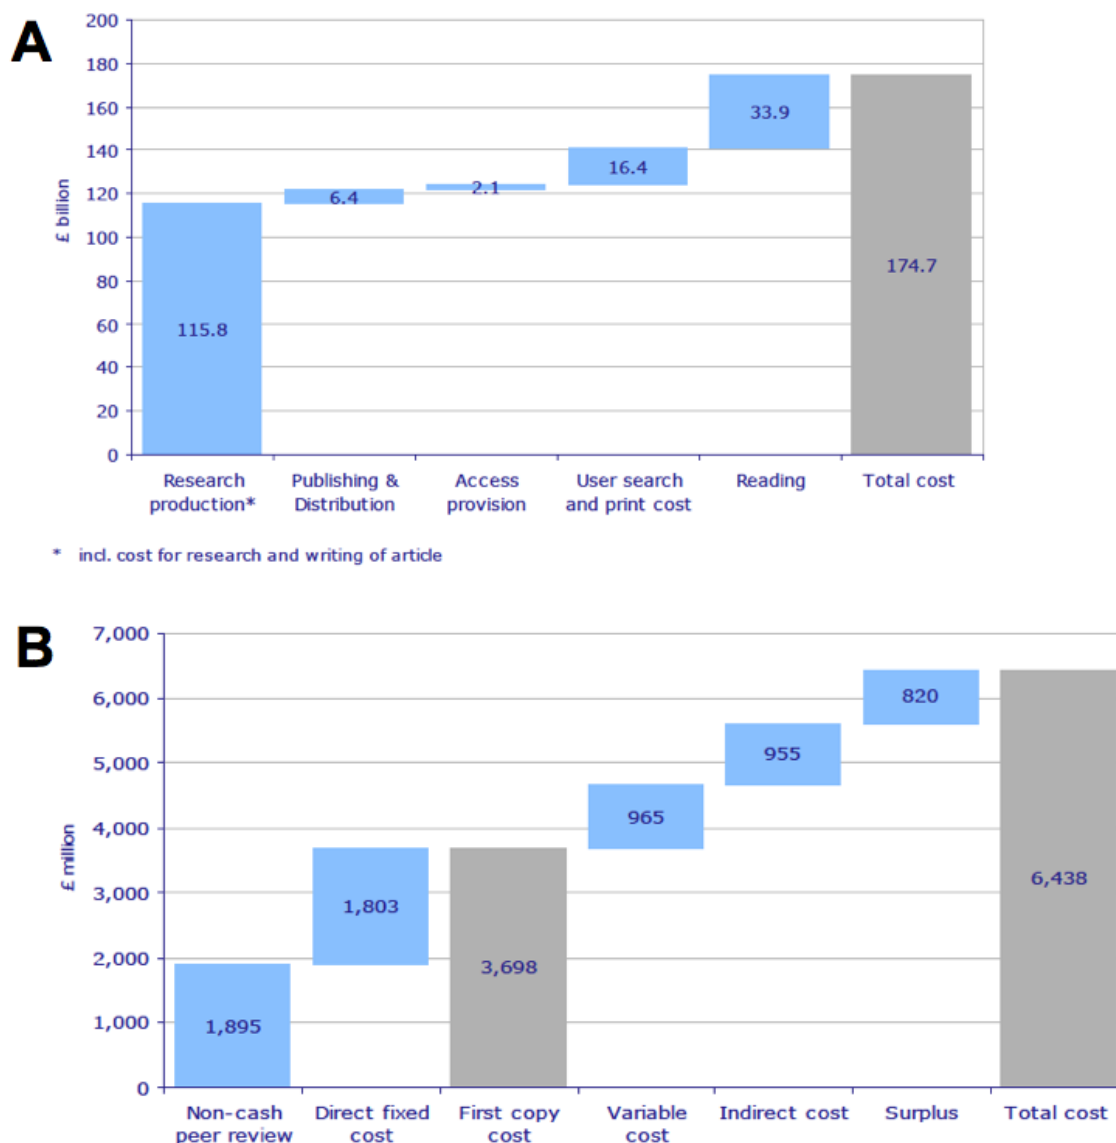 A
200
180
160
140
120
100
80
60
40
20
0
£ billion
115.8
6.4
2.1
16.4
33.9
174.7
Research production*
Publishing & Distribution
Access provision
User search and print cost
Reading
Total cost
* incl. cost for research and writing of article
B
7,000
6,000
5,000
4,000
3,000
2,000
1,000
0
£ million
1,895
1,803
3,698
965
955
820
6,438
Non-cash peer review
Direct fixed cost
First copy cost
Variable cost
Indirect cost
Surplus
Total cost